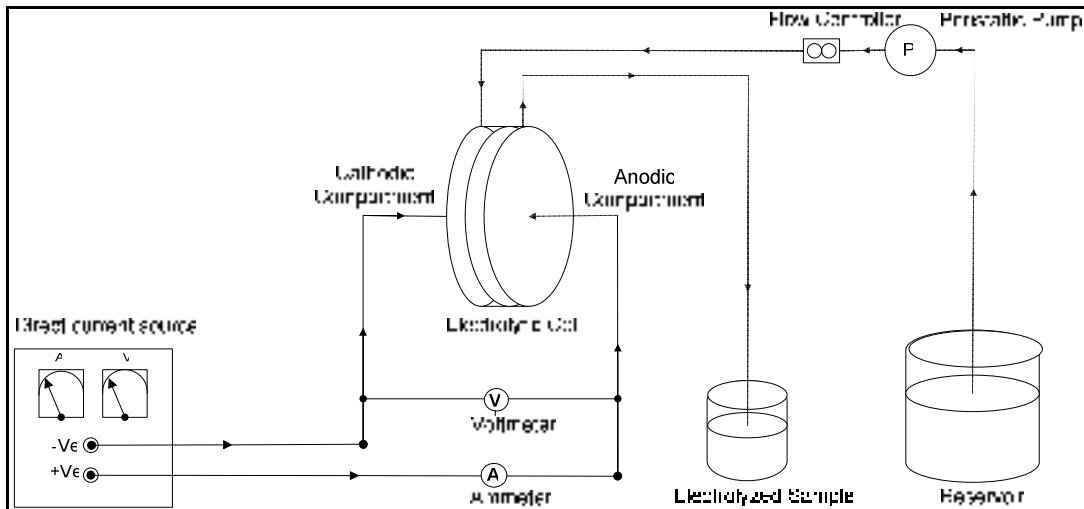 Flow Controller
Peristaltic Pump
P
Cathodic
Compartment
Anodic
Compartment
Electrolytic Cell
Direct current source
A
V
-Ve
+Ve
V
Voltmeter
A
Ammeter
Electrolyzed Sample
Reservoir